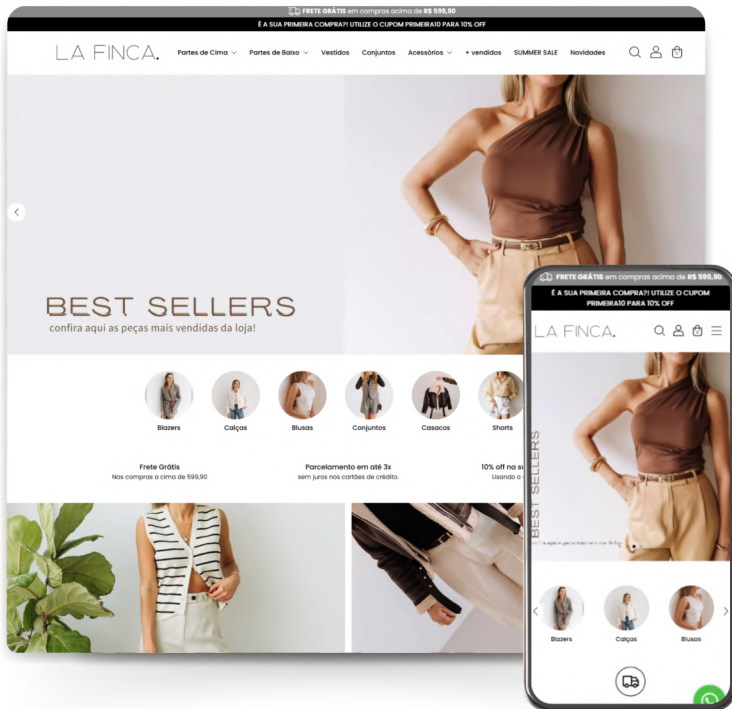 FRETE GRÁTIS em compras acima de R$ 599,90
É A SUA PRIMEIRA COMPRA?! UTILIZE O CUPOM PRIMEIRA10 PARA 10% OFF
LA FINCA.
Partes de Cima
Partes de Baixo
Vestidos
Conjuntos
Acessórios
+ vendidos
SUMMER SALE
Novidades
BEST SELLERS
confira aqui as peças mais vendidas da loja!
Blazers
Calças
Blusas
Conjuntos
Casacos
Shorts
Frete Grátis
Nas compras a cima de 599,90
Parcelamento em até 3x
sem juros nos cartões de crédito.
10% off na su
Usando o
FRETE GRÁTIS em compras acima de R$ 599,90
É A SUA PRIMEIRA COMPRA?! UTILIZE O CUPOM
PRIMEIRA10 PARA 10% OFF
LA FINCA.
BEST SELLERS
Blazers
Calças
Blusas